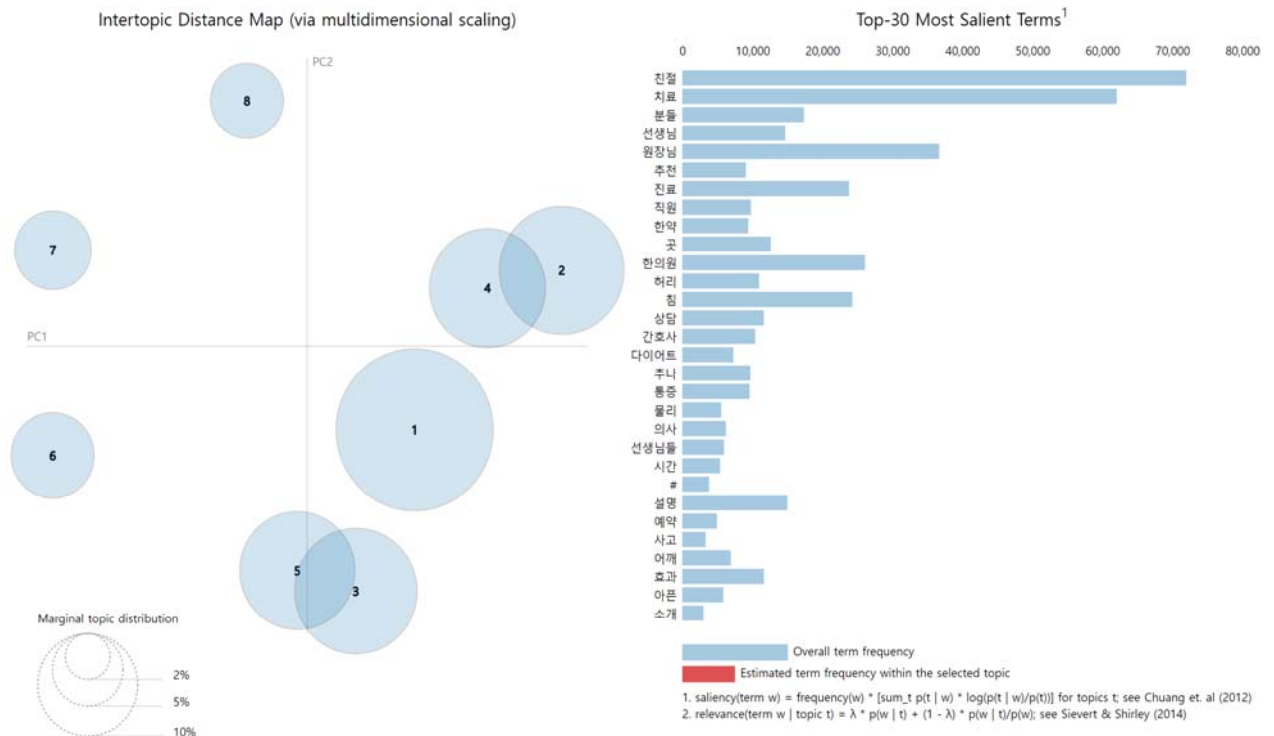 Intertopic Distance Map (via multidimensional scaling)
PC2
8
7
2
4
PC1
1
6
5
3
Marginal topic distribution
2%
5%
10%
Top-30 Most Salient Terms1
0 10,000 20,000 30,000 40,000 50,000 60,000 70,000 80,000
친절
치료
분들
선생님
원장님
추천
진료
직원
한약
곳
한의원
허리
침
상담
간호사
다이어트
추나
통증
물리
의사
선생님들
시간
#
설명
예약
사고
어깨
효과
아픈
소개
Overall term frequency
Estimated term frequency within the selected topic
1. saliency(term w) = frequency(w) * [sum_t p(t | w) * log(p(t | w)/p(t))] for topics t; see Chuang et. al (2012)
2. relevance(term w | topic t) = λ * p(w | t) + (1 - λ) * p(w | t)/p(w); see Sievert & Shirley (2014)